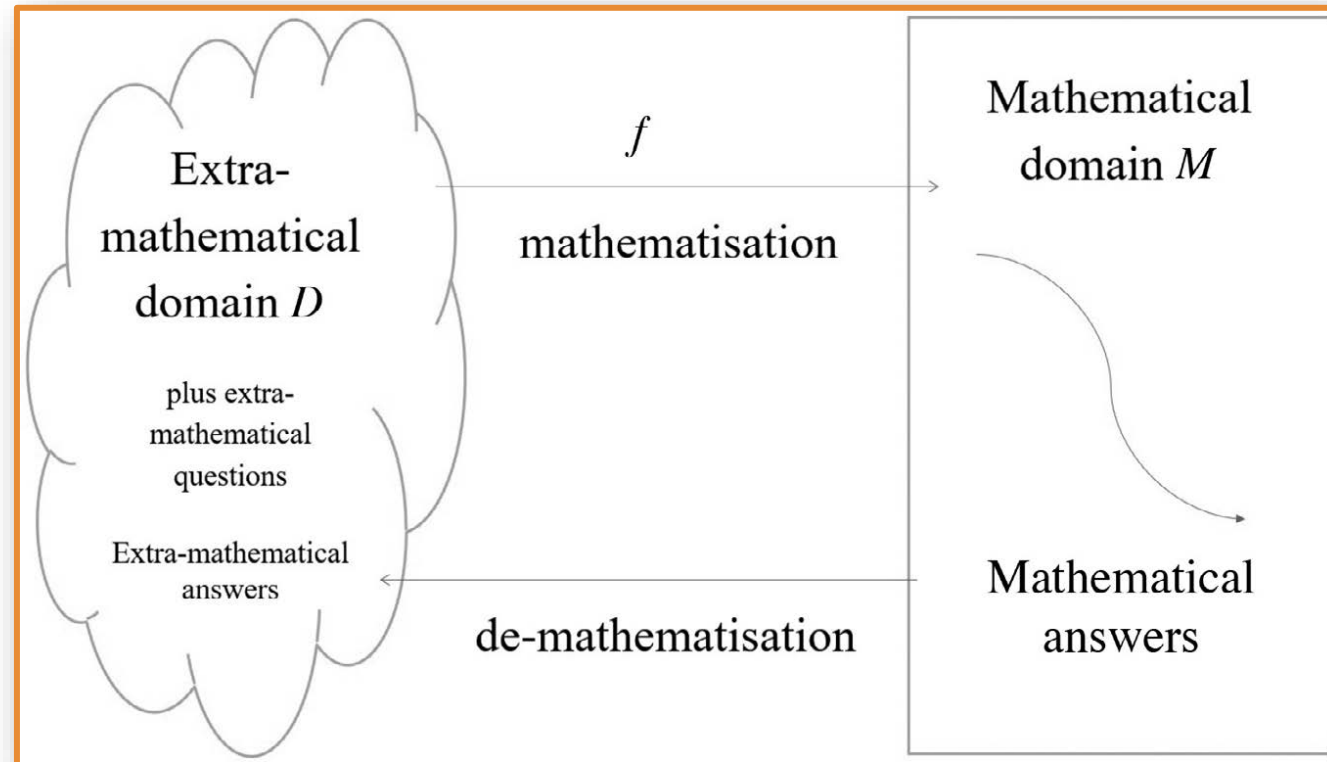 Extra-
mathematical
domain D
plus extra-
mathematical
questions
Extra-mathematical
answers
f
mathematisation
de-mathematisation
Mathematical
domain M
Mathematical
answers